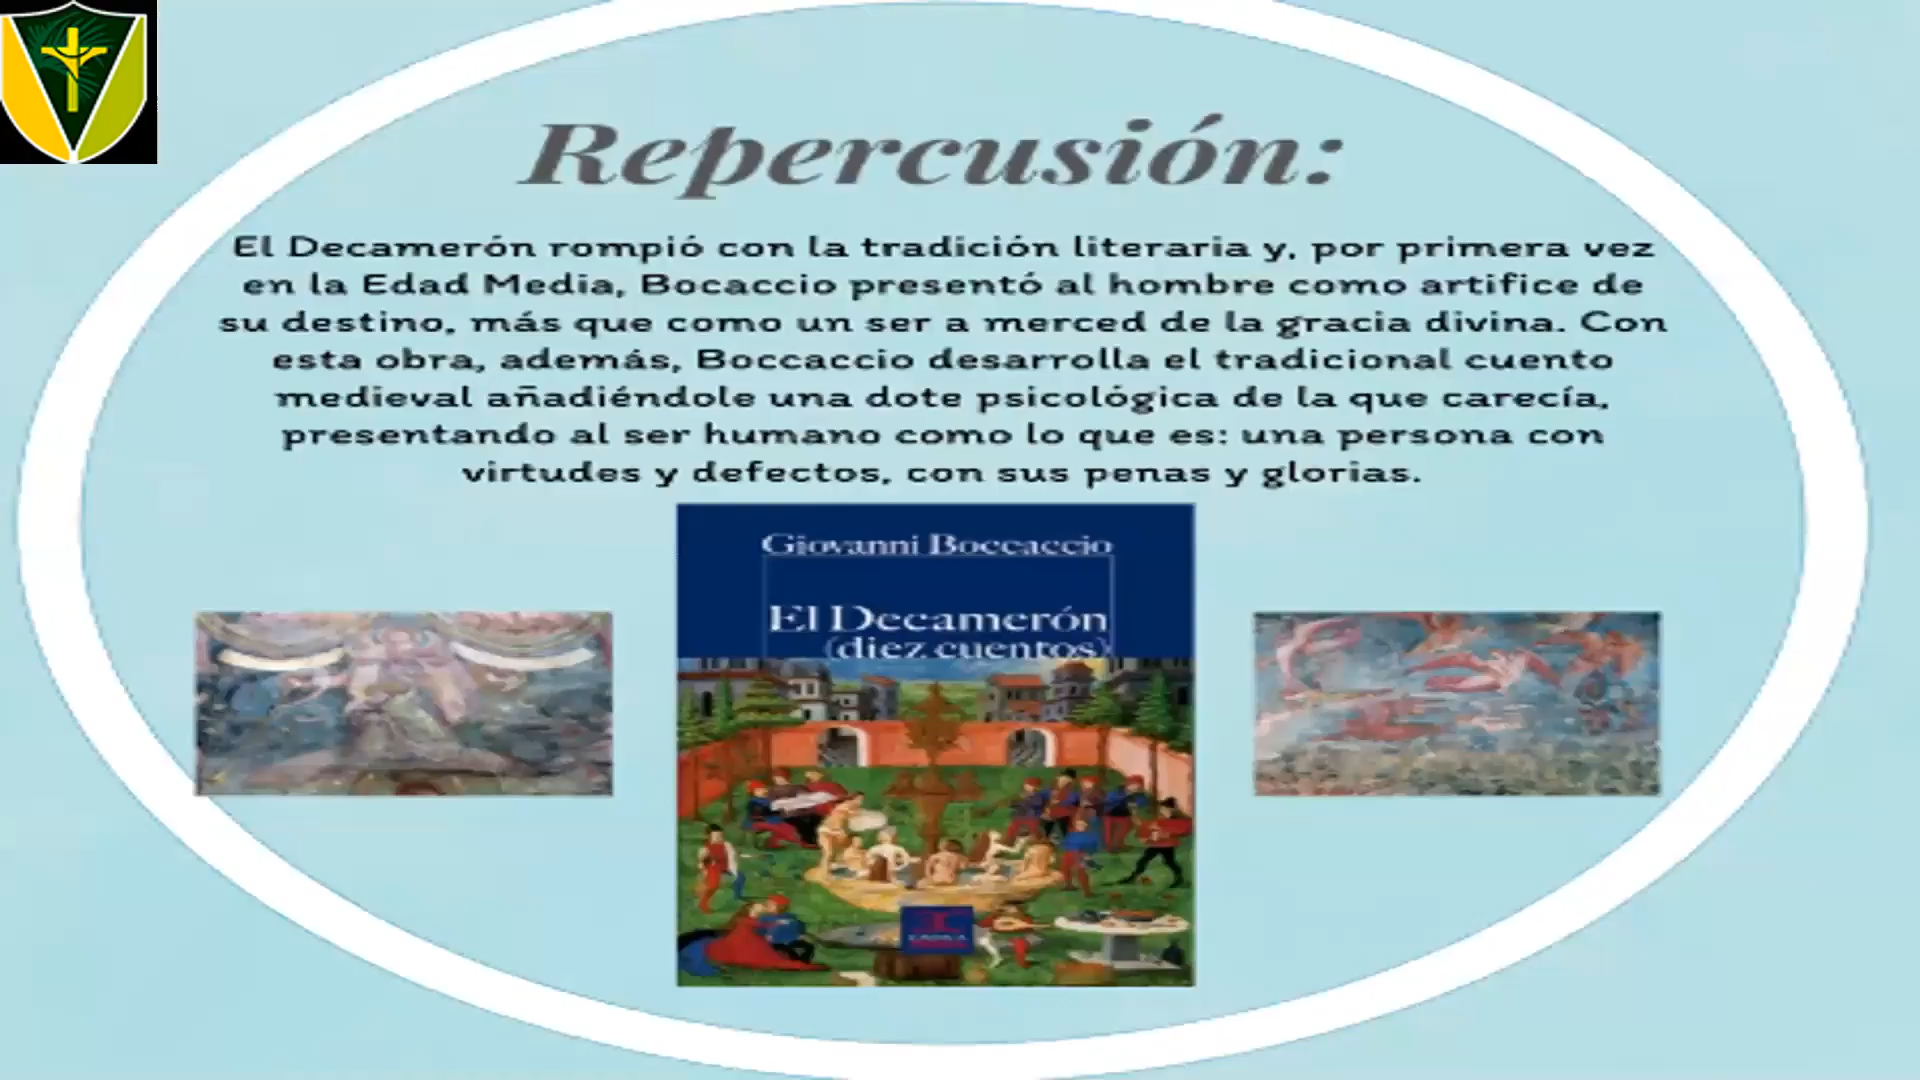 Repercusión:
El Decamerón rompió con la tradición literaria y, por primera vez
en la Edad Media, Bocaccio presentó al hombre como artifice de
su destino, más que como un ser a merced de la gracia divina. Con
esta obra, además, Boccaccio desarrolla el tradicional cuento
medieval añadiéndole una dote psicológica de la que carecía,
presentando al ser humano como lo que es: una persona con
virtudes y defectos, con sus penas y glorias.
Giovanni Boccaccio
El Decamerón
(diez cuentos)